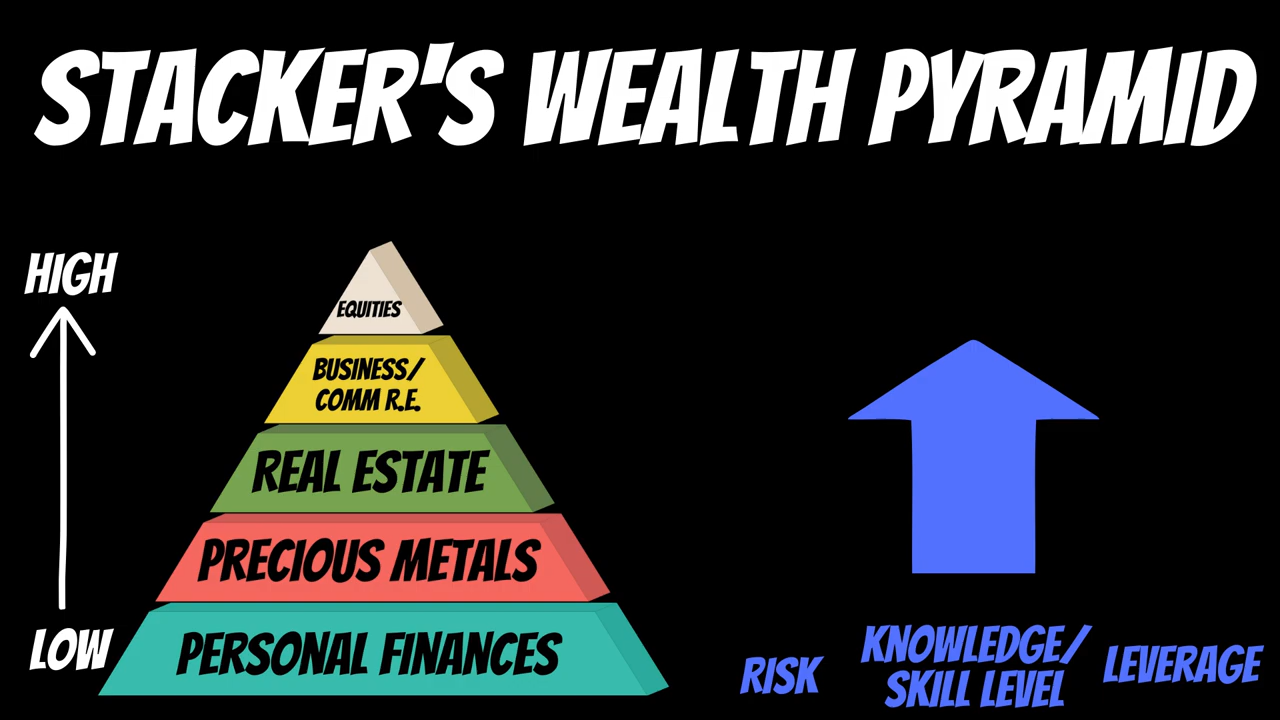 STACKER'S WEALTH PYRAMID
HIGH
EQUITIES
BUSINESS/
COMM R.E.
REAL ESTATE
PRECIOUS METALS
LOW
PERSONAL FINANCES
RISK
KNOWLEDGE/
SKILL LEVEL
LEVERAGE